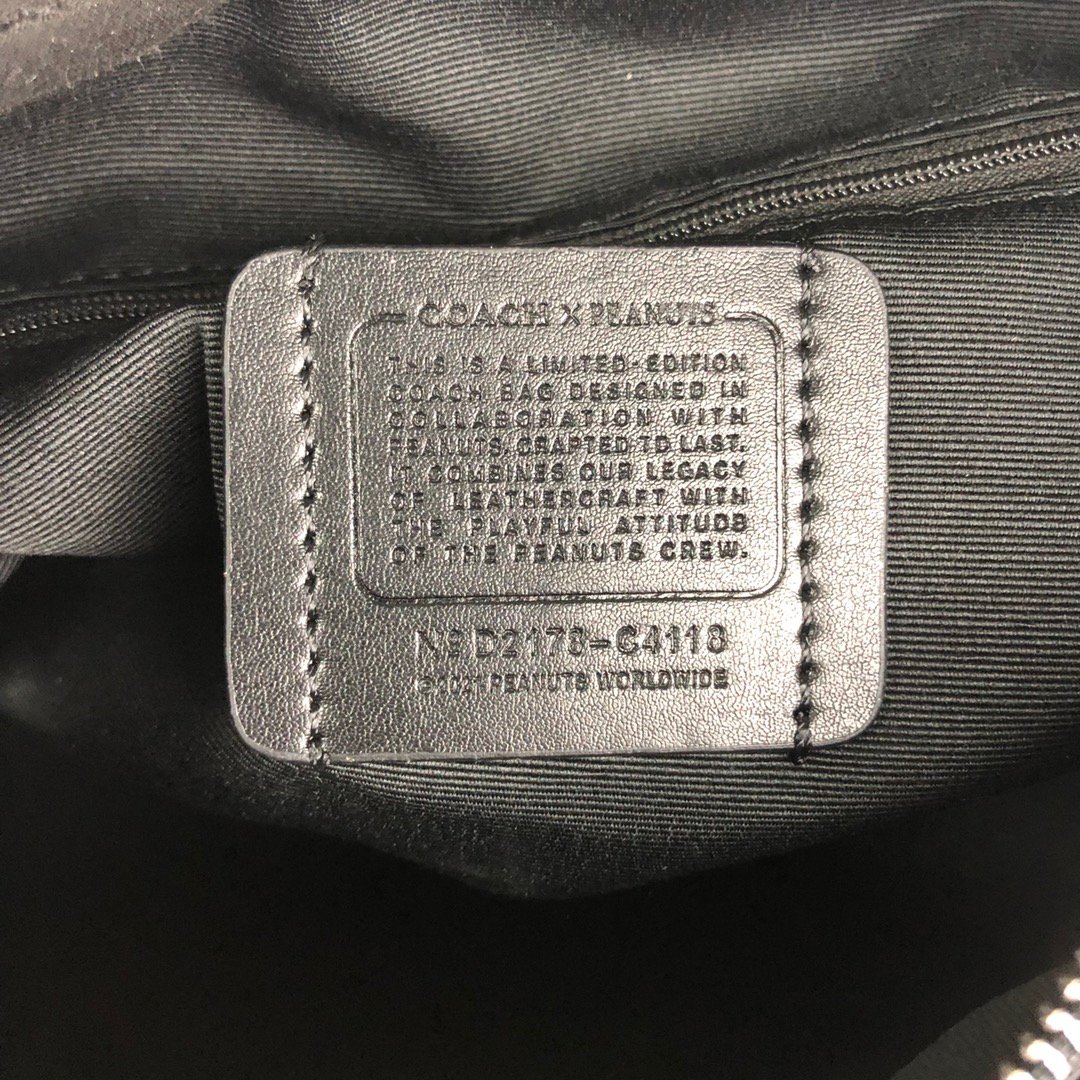 COACH X PEANUTS
THIS IS A LIMITED-EDITION
COACH BAG DESIGNED IN
COLLABORATION WITH
PEANUTS. CRAFTED TO LAST.
IT COMBINES OUR LEGACY
OF LEATHERCRAFT WITH
THE PLAYFUL ATTITUDE
OF THE PEANUTS CREW.
Nº D2178-C4118
PEANUTS WORLDWIDE